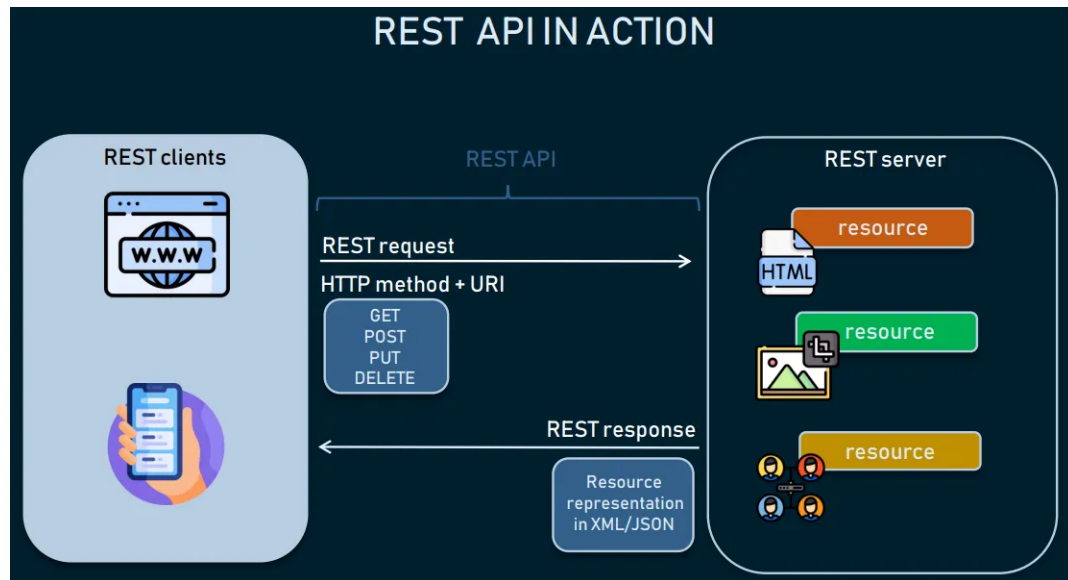 REST API IN ACTION
REST clients
W.W.W
REST API
REST request
HTTP method + URI
GET
POST
PUT
DELETE
REST response
Resource
representation
in XML/JSON
REST server
resource
HTML
resource
resource